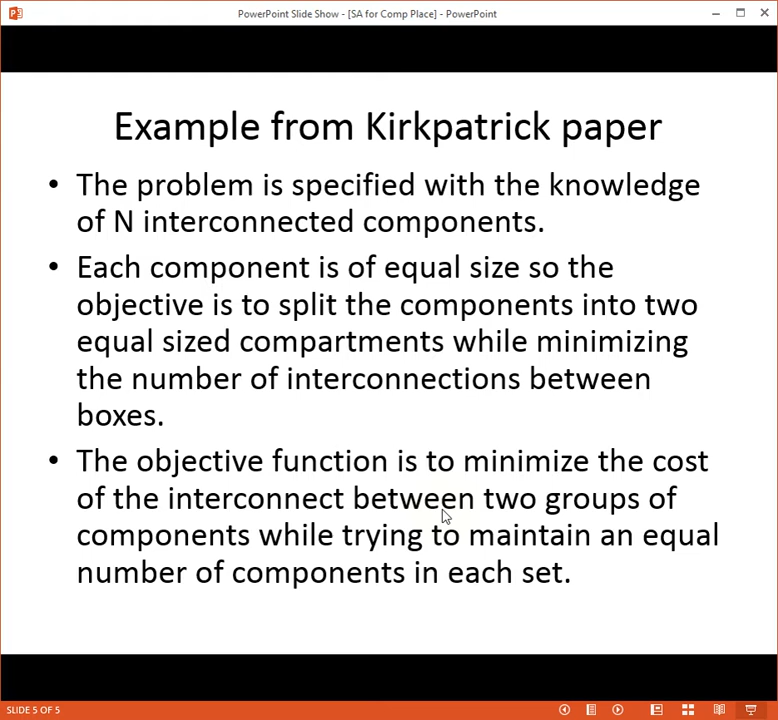 PowerPoint Slide Show - [SA for Comp Place] - PowerPoint
Example from Kirkpatrick paper
• The problem is specified with the knowledge
of N interconnected components.
• Each component is of equal size so the
objective is to split the components into two
equal sized compartments while minimizing
the number of interconnections between
boxes.
• The objective function is to minimize the cost
of the interconnect between two groups of
components while trying to maintain an equal
number of components in each set.
SLIDE 5 OF 5